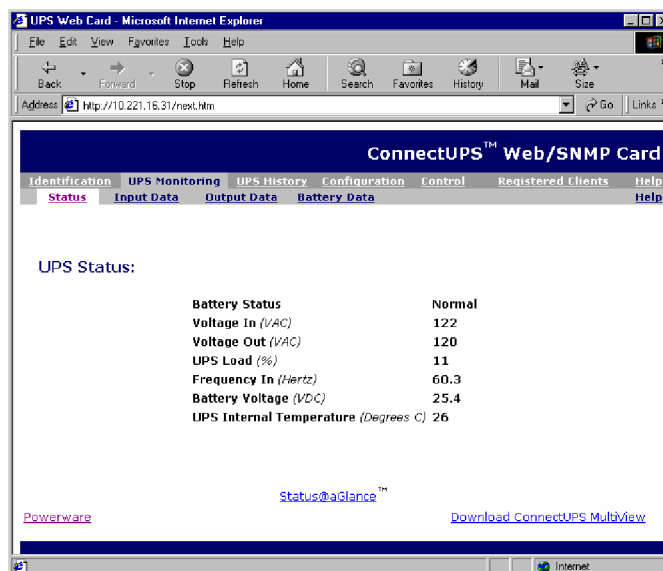 UPS Web Card - Microsoft Internet Explorer
File Edit View Favorites Tools Help
Back Forward Stop Refresh Home Search Favorites History Mail Size
Address http://10.221.16.31/next.htm Go Links
ConnectUPS™ Web/SNMP Card
Identification UPS Monitoring UPS History Configuration Control Registered Clients Help
Status Input Data Output Data Battery Data Help
UPS Status:
Battery Status Normal
Voltage In (VAC) 122
Voltage Out (VAC) 120
UPS Load (%) 11
Frequency In (Hertz) 60.3
Battery Voltage (VDC) 25.4
UPS Internal Temperature (Degrees C) 26
Status@aGlance™
Powerware Download ConnectUPS MultiView
Internet